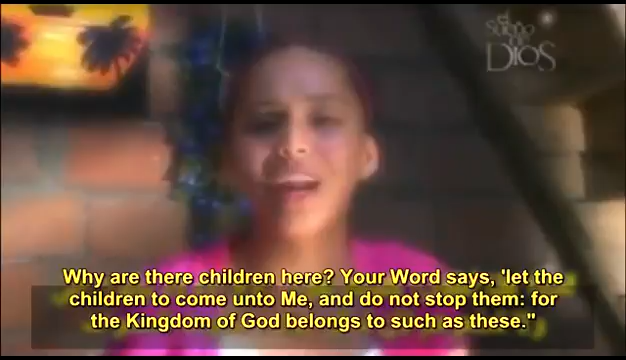 el
sueño
Dios
Why are there children here? Your Word says, 'let the
children to come unto Me, and do not stop them: for
the Kingdom of God belongs to such as these."